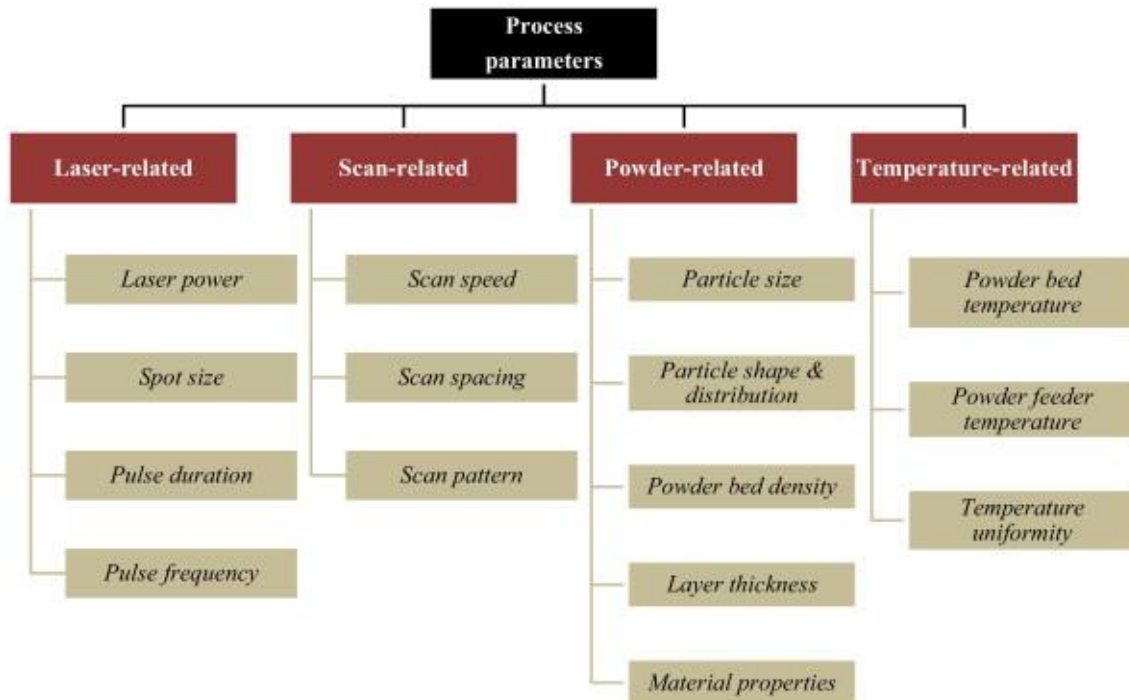 Process
parameters
Laser-related
Scan-related
Powder-related
Temperature-related
Laser power
Spot size
Pulse duration
Pulse frequency
Scan speed
Scan spacing
Scan pattern
Particle size
Particle shape &
distribution
Powder bed density
Layer thickness
Material properties
Powder bed
temperature
Powder feeder
temperature
Temperature
uniformity